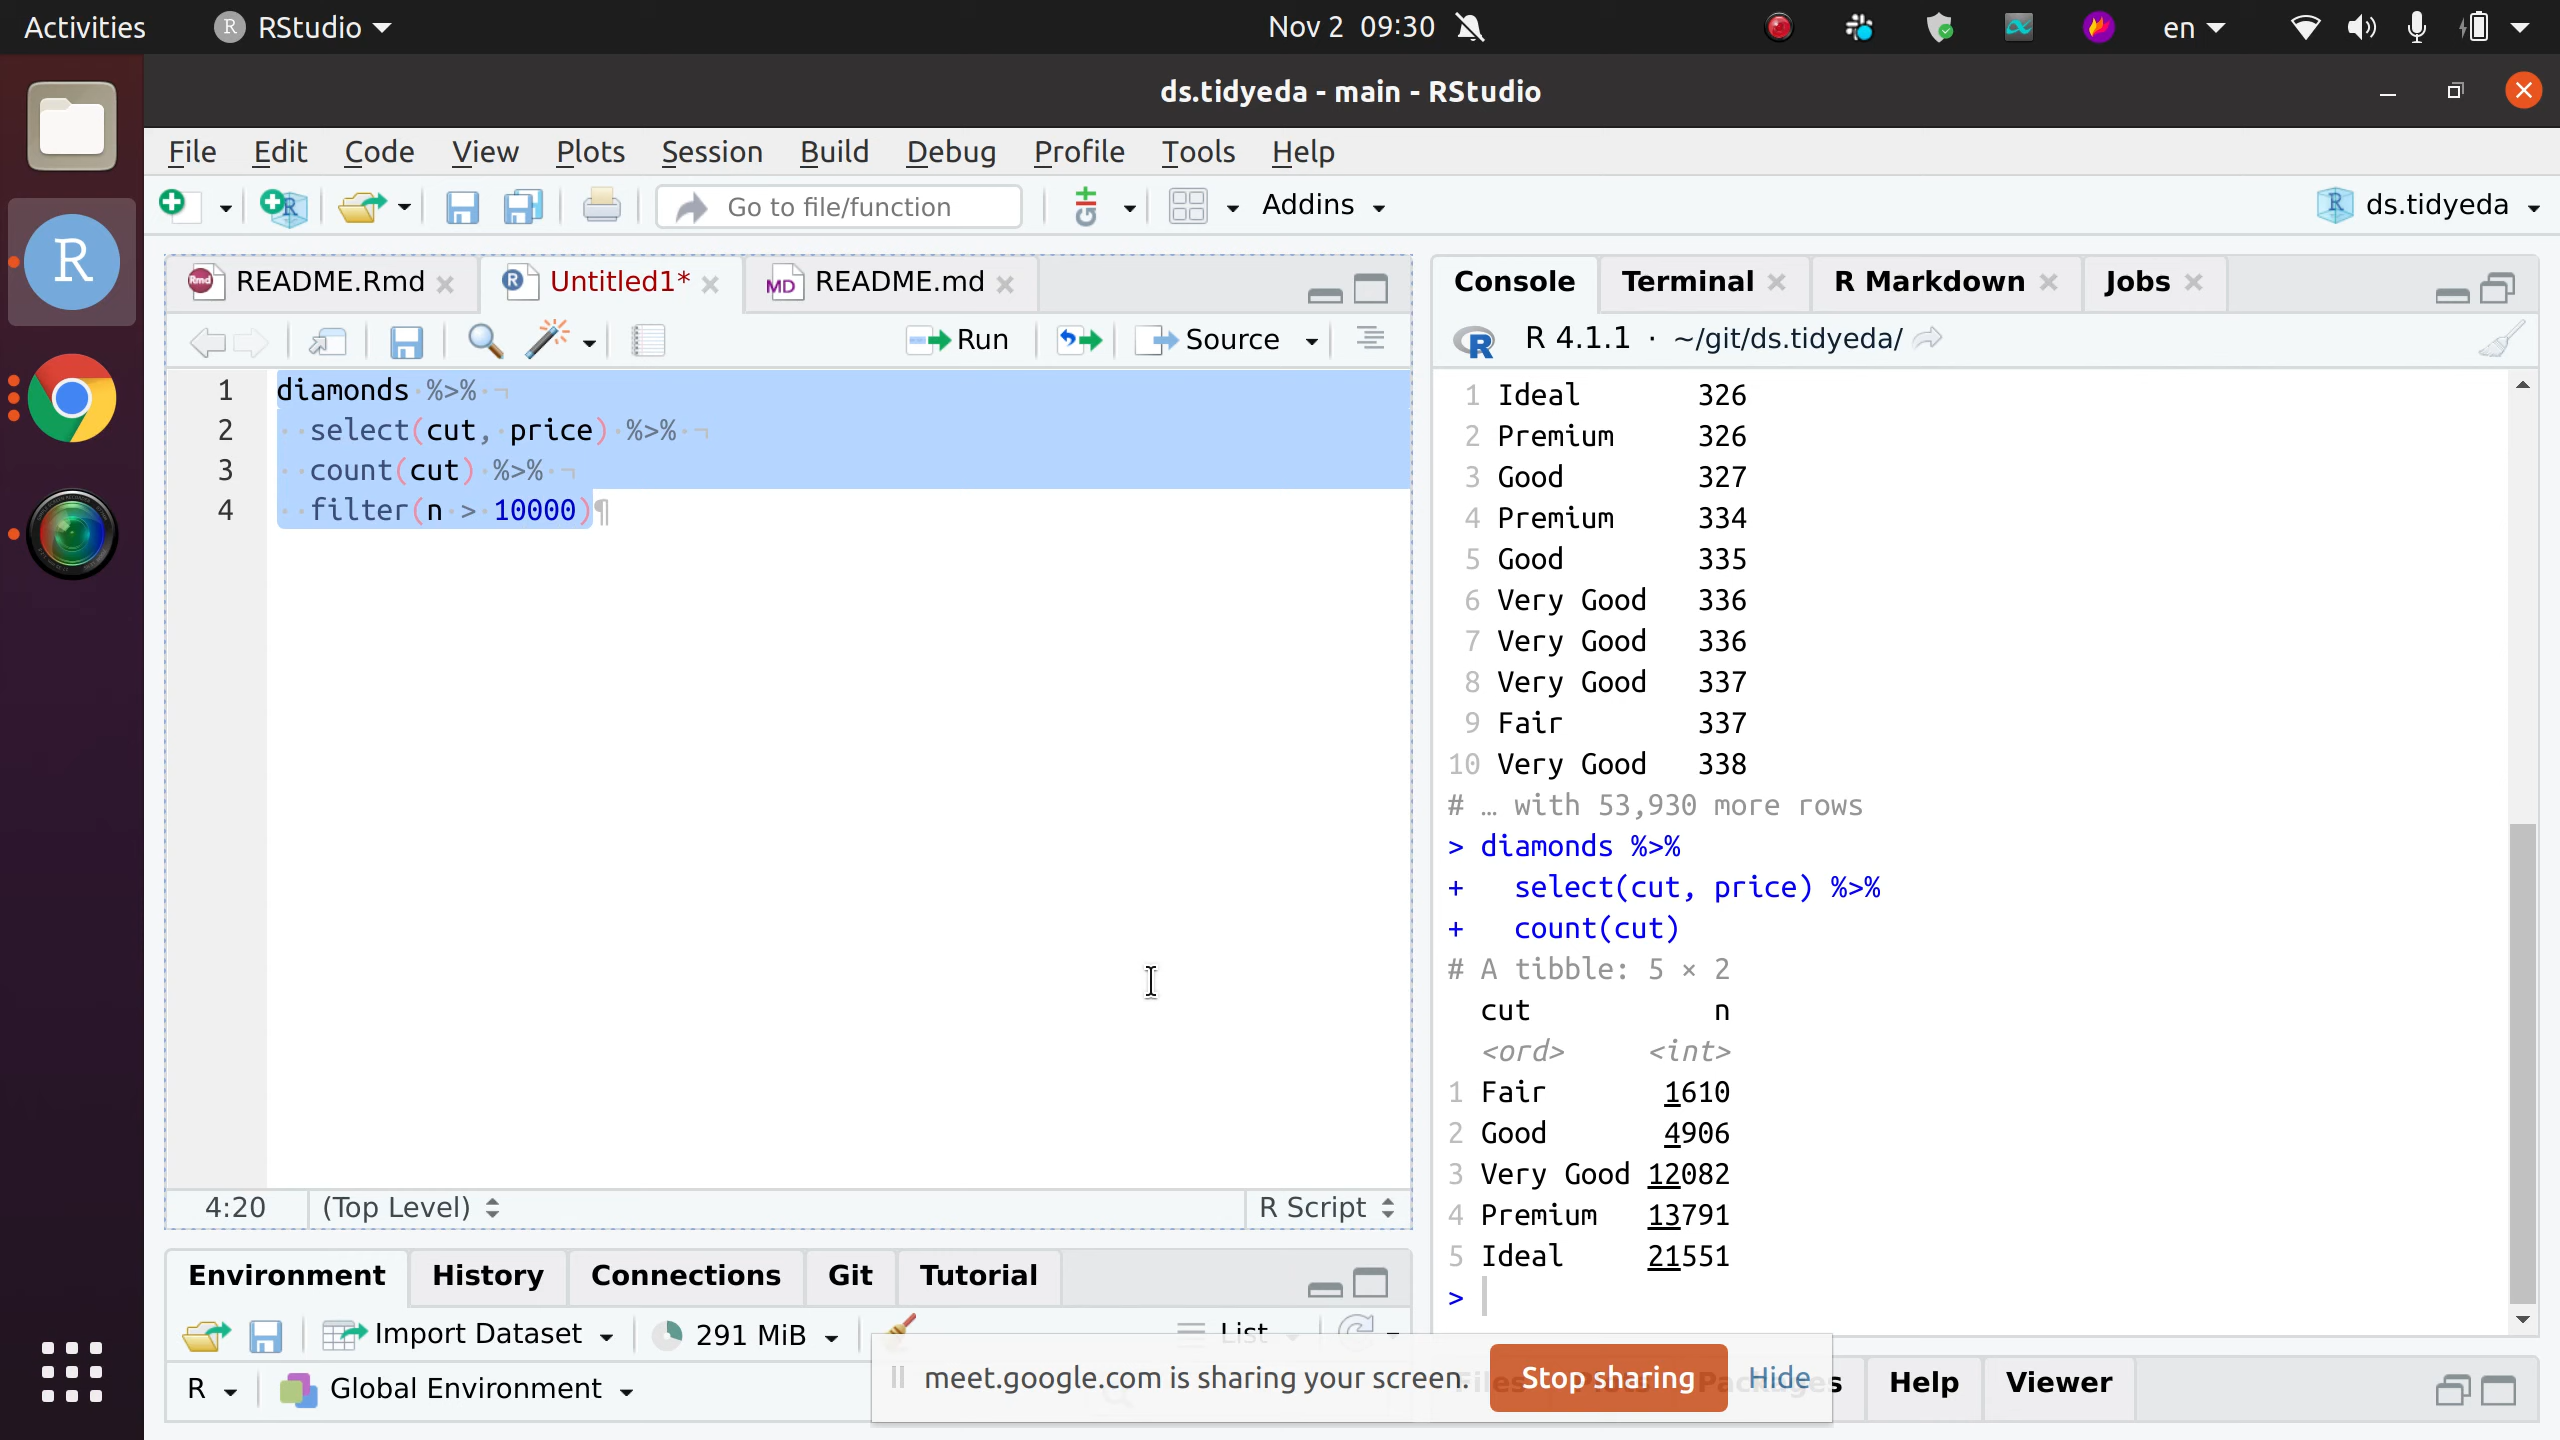 Activities RStudio Nov 2 09:30 en
ds.tidyeda - main - RStudio
File Edit Code View Plots Session Build Debug Profile Tools Help
Go to file/function Addins ds.tidyeda
README.Rmd Untitled1* README.md
Run Source
1 diamonds %>%
2 select(cut, price) %>%
3 count(cut) %>%
4 filter(n > 10000)
4:20 (Top Level) R Script
Environment History Connections Git Tutorial
Import Dataset 291 MiB List
R Global Environment
Console Terminal R Markdown Jobs
R 4.1.1 · ~/git/ds.tidyeda/
1 Ideal 326
2 Premium 326
3 Good 327
4 Premium 334
5 Good 335
6 Very Good 336
7 Very Good 336
8 Very Good 337
9 Fair 337
10 Very Good 338
# … with 53,930 more rows
> diamonds %>%
+ select(cut, price) %>%
+ count(cut)
# A tibble: 5 × 2
cut n
<ord> <int>
1 Fair 1610
2 Good 4906
3 Very Good 12082
4 Premium 13791
5 Ideal 21551
>
meet.google.com is sharing your screen. Stop sharing Hide
Help Viewer